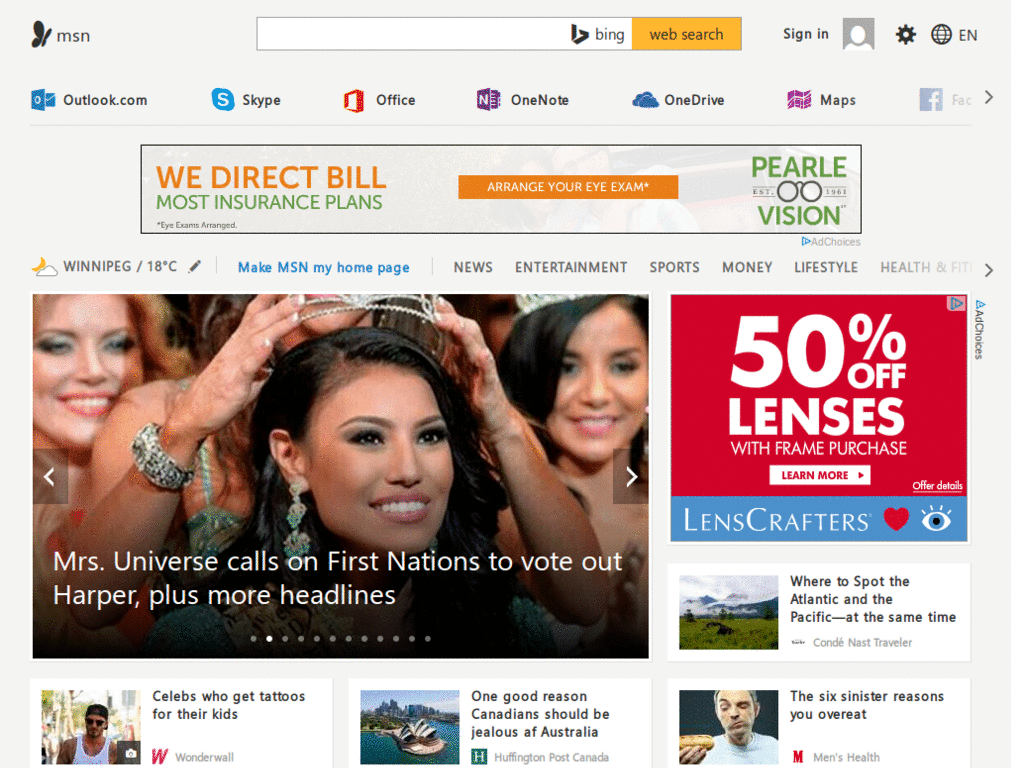 msn
bing
web search
Sign in
EN
Outlook.com
Skype
Office
OneNote
OneDrive
Maps
Fac
WE DIRECT BILL
MOST INSURANCE PLANS
*Eye Exams Arranged.
ARRANGE YOUR EYE EXAM*
PEARLE
EST. 1961
VISION
AdChoices
WINNIPEG / 18°C
Make MSN my home page
NEWS
ENTERTAINMENT
SPORTS
MONEY
LIFESTYLE
HEALTH & FIT
Mrs. Universe calls on First Nations to vote out
Harper, plus more headlines
50%
OFF
LENSES
WITH FRAME PURCHASE
LEARN MORE
Offer details
LENSCRAFTERS
AdChoices
Where to Spot the
Atlantic and the
Pacific—at the same time
Condé Nast Traveler
Celebs who get tattoos
for their kids
Wonderwall
One good reason
Canadians should be
jealous af Australia
H Huffington Post Canada
The six sinister reasons
you overeat
M Men's Health